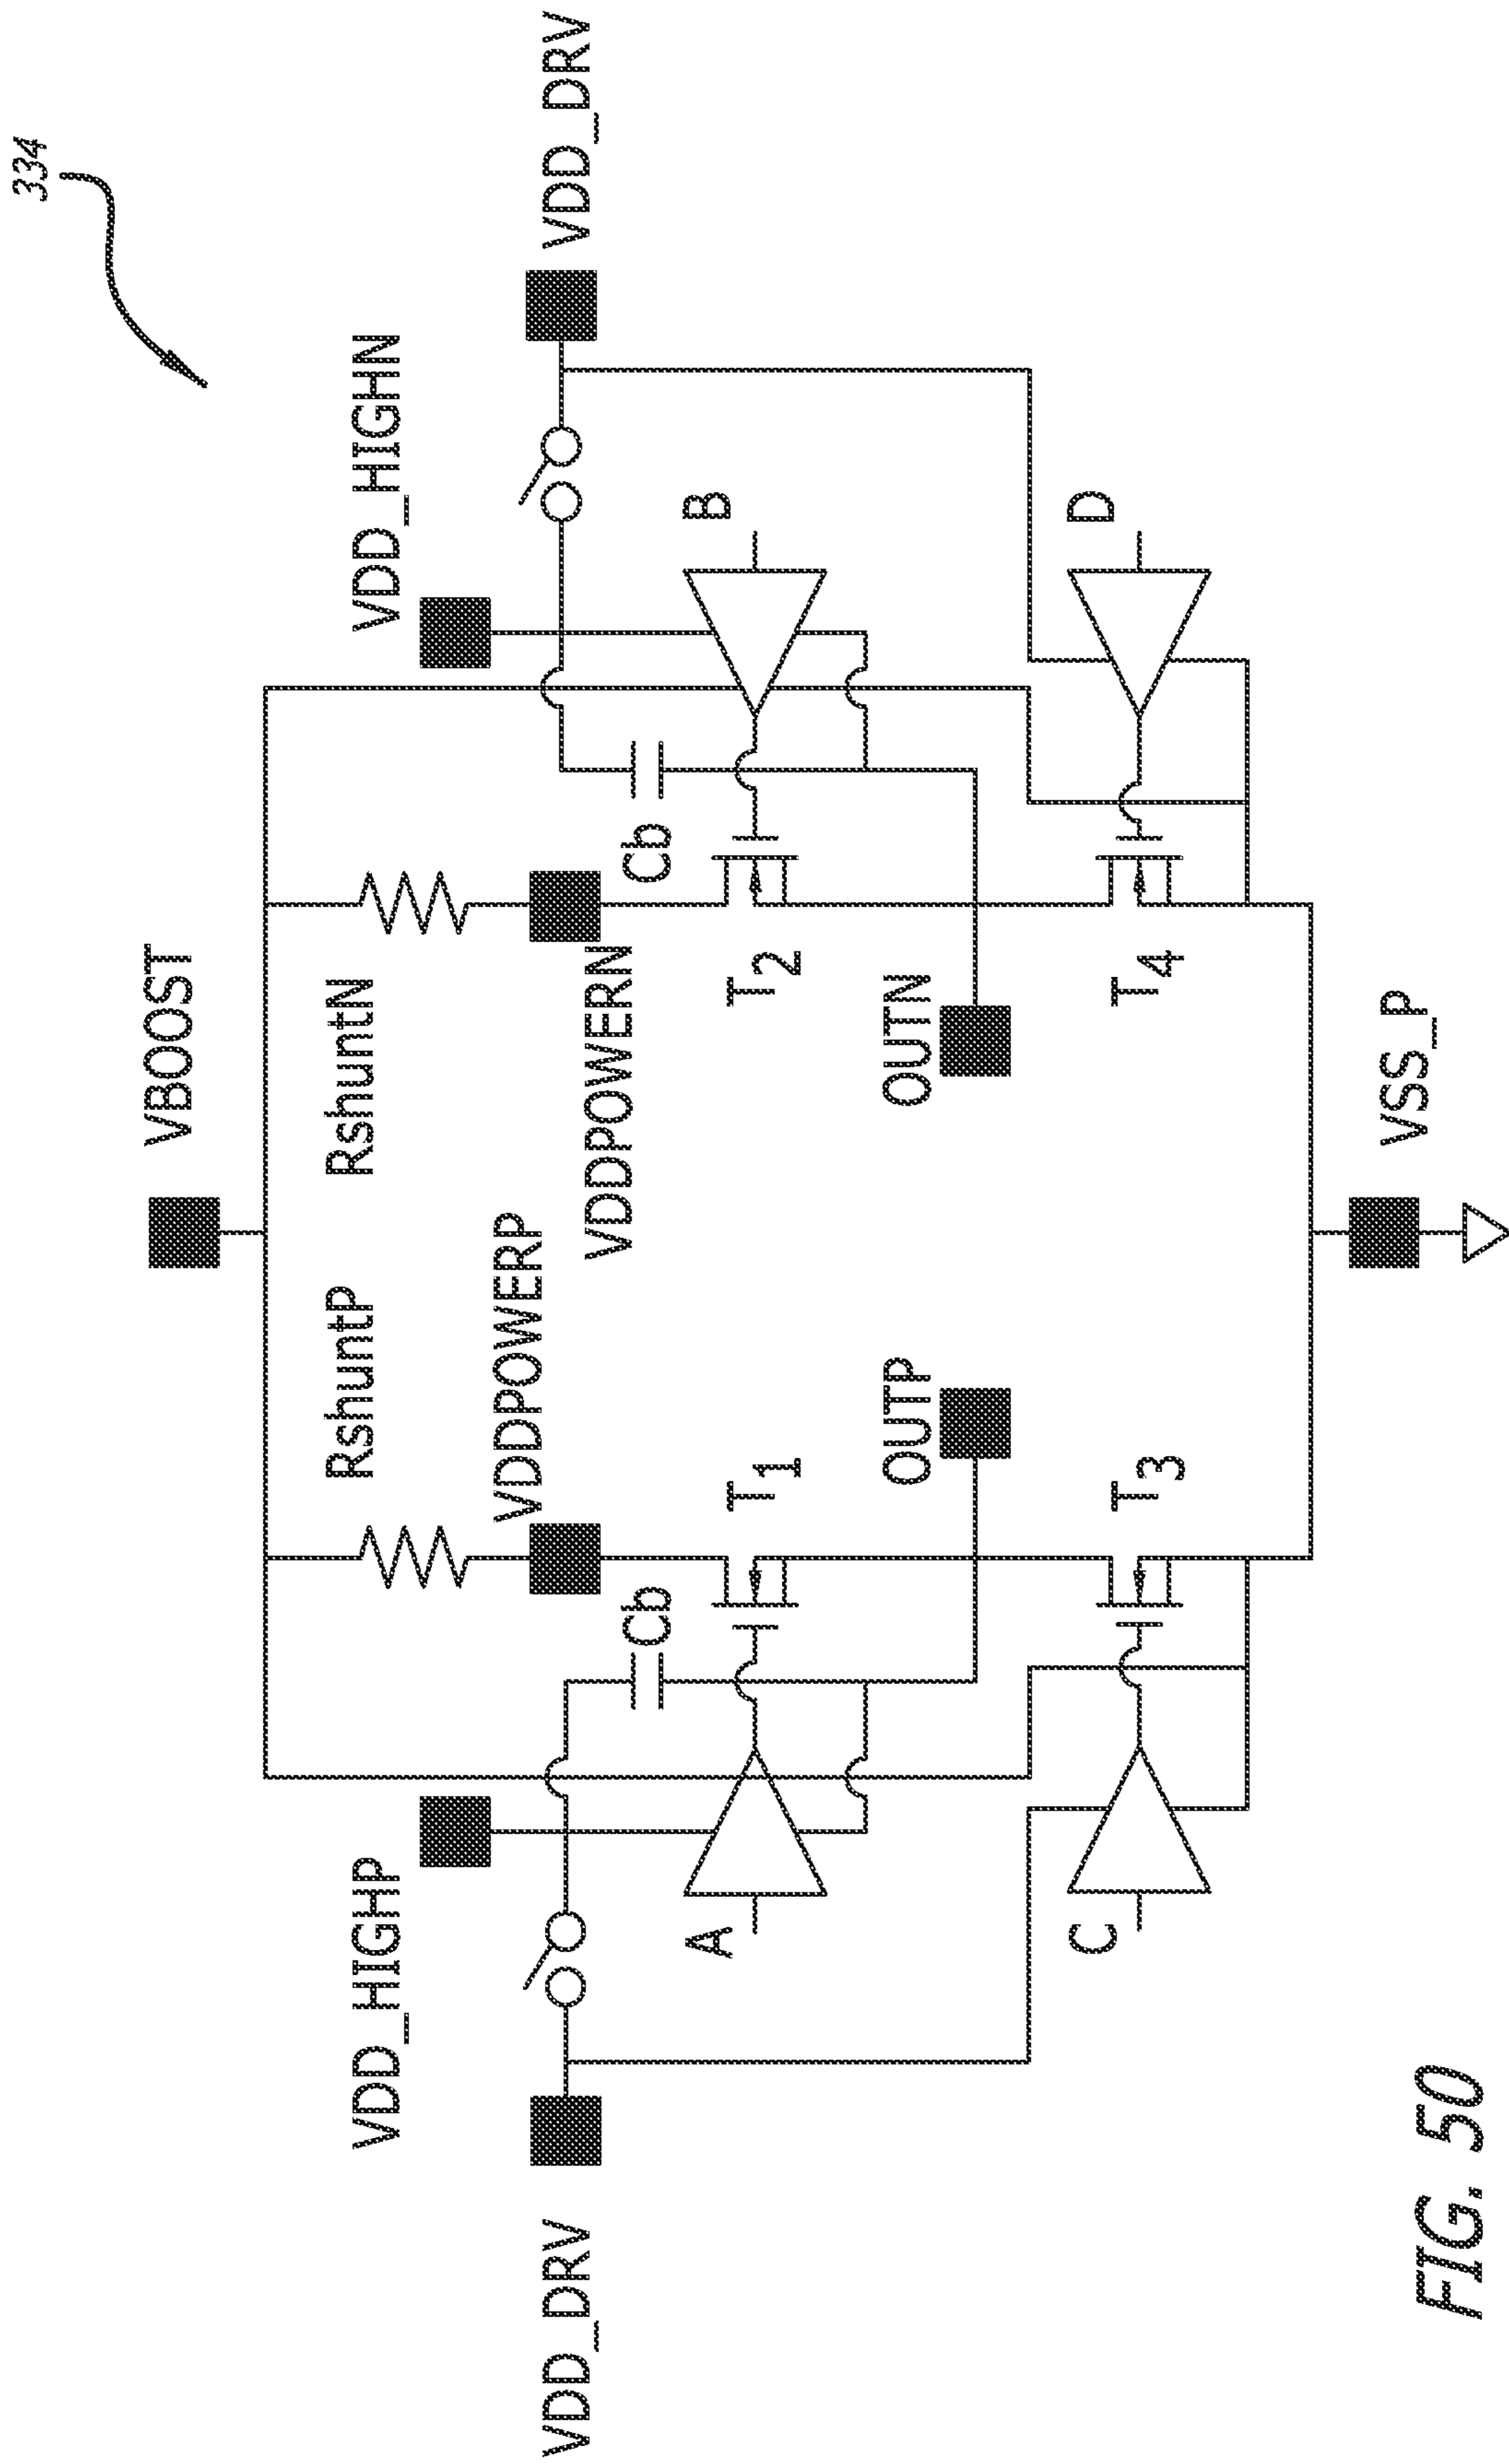 334
VBOOST
RshuntP
RshuntN
VDD_HIGHP
VDD_HIGHN
VDDPOWERP
VDD_DRV
VDD_DRV
VDDPOWERN
Cb
Cb
A
T1
T2
B
OUTP
OUTN
C
T3
T4
D
VSS_P
FIG. 50